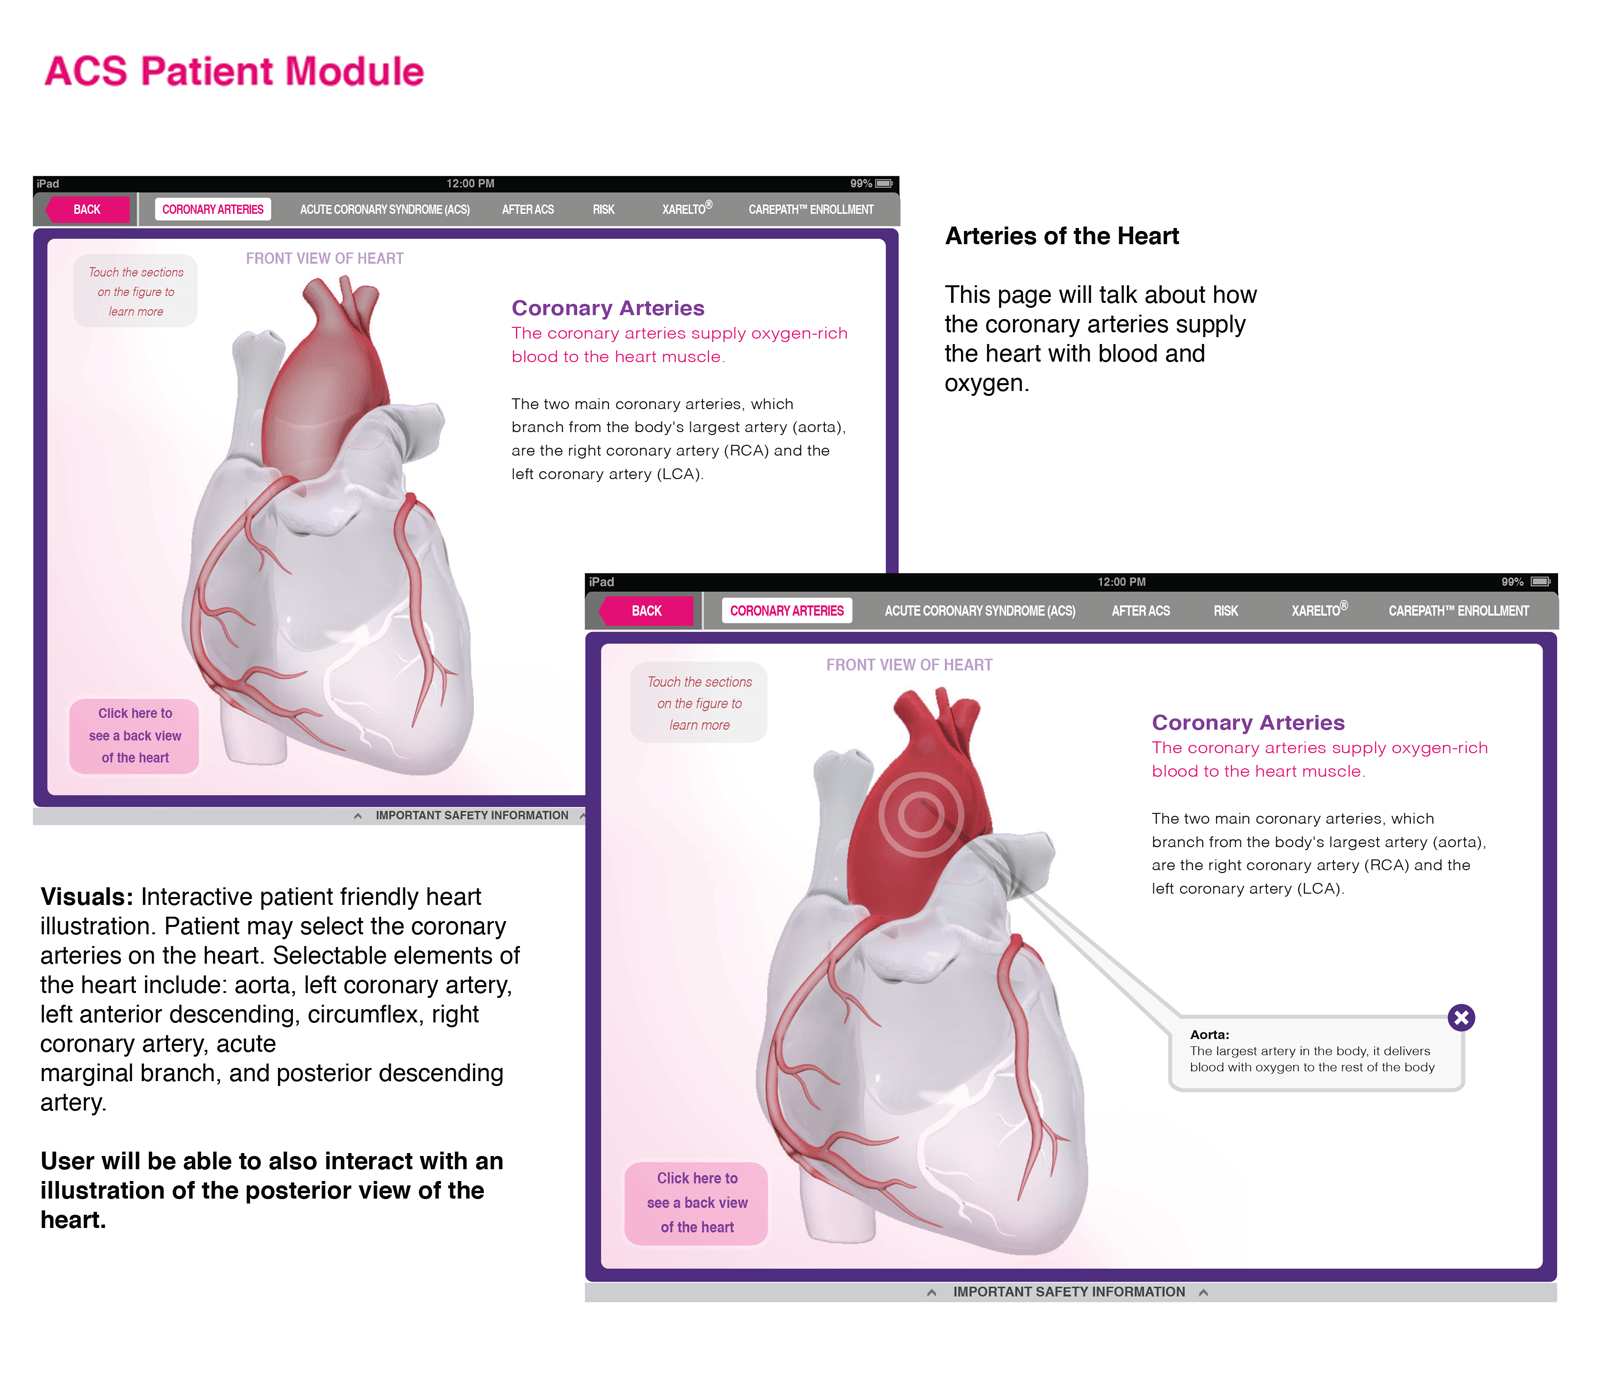 ACS Patient Module
iPad 12:00 PM 99%
BACK CORONARY ARTERIES ACUTE CORONARY SYNDROME (ACS) AFTER ACS RISK XARELTO® CAREPATH™ ENROLLMENT
FRONT VIEW OF HEART
Touch the sections
on the figure to
learn more
Coronary Arteries
The coronary arteries supply oxygen-rich
blood to the heart muscle.
The two main coronary arteries, which
branch from the body's largest artery (aorta),
are the right coronary artery (RCA) and the
left coronary artery (LCA).
Click here to
see a back view
of the heart
IMPORTANT SAFETY INFORMATION
Arteries of the Heart
This page will talk about how
the coronary arteries supply
the heart with blood and
oxygen.
iPad 12:00 PM 99%
BACK CORONARY ARTERIES ACUTE CORONARY SYNDROME (ACS) AFTER ACS RISK XARELTO® CAREPATH™ ENROLLMENT
FRONT VIEW OF HEART
Touch the sections
on the figure to
learn more
Coronary Arteries
The coronary arteries supply oxygen-rich
blood to the heart muscle.
The two main coronary arteries, which
branch from the body's largest artery (aorta),
are the right coronary artery (RCA) and the
left coronary artery (LCA).
Aorta:
The largest artery in the body, it delivers
blood with oxygen to the rest of the body
Click here to
see a back view
of the heart
IMPORTANT SAFETY INFORMATION
Visuals: Interactive patient friendly heart
illustration. Patient may select the coronary
arteries on the heart. Selectable elements of
the heart include: aorta, left coronary artery,
left anterior descending, circumflex, right
coronary artery, acute
marginal branch, and posterior descending
artery.
User will be able to also interact with an
illustration of the posterior view of the
heart.